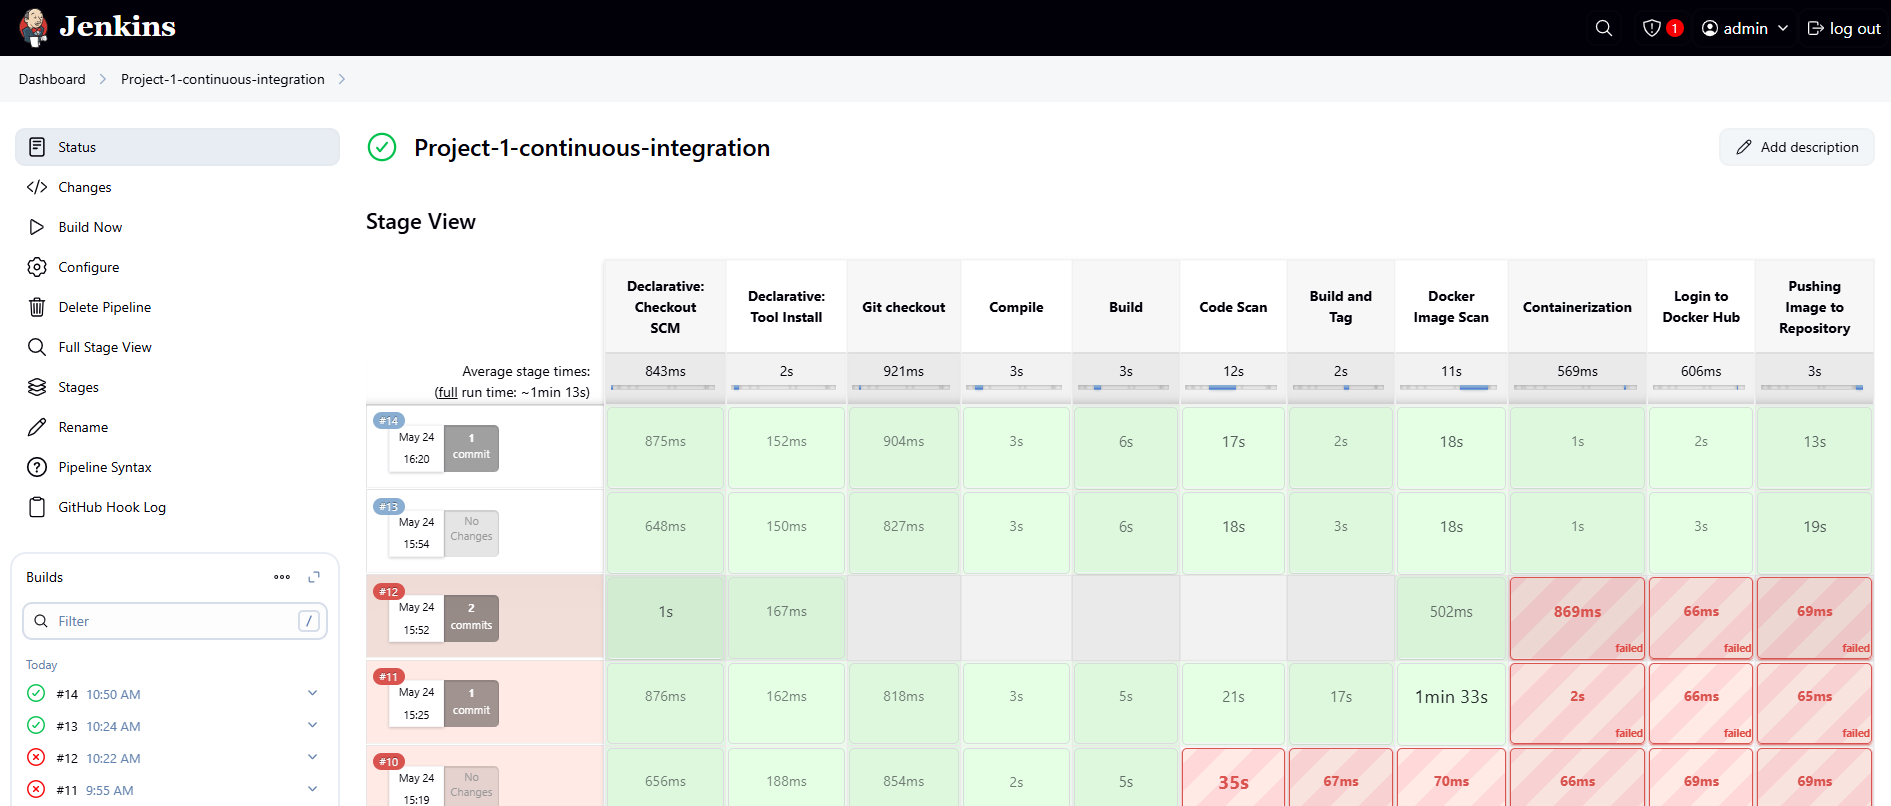 Jenkins
1
admin
log out
Dashboard
Project-1-continuous-integration
Status
Changes
Build Now
Configure
Delete Pipeline
Full Stage View
Stages
Rename
Pipeline Syntax
GitHub Hook Log
Builds
Filter
/
Today
#14 10:50 AM
#13 10:24 AM
#12 10:22 AM
#11 9:55 AM
Project-1-continuous-integration
Add description
Stage View
Declarative:
Checkout
SCM
Declarative:
Tool Install
Git checkout
Compile
Build
Code Scan
Build and
Tag
Docker
Image Scan
Containerization
Login to
Docker Hub
Pushing
Image to
Repository
Average stage times:
(full run time: ~1min 13s)
843ms
2s
921ms
3s
3s
12s
2s
11s
569ms
606ms
3s
#14
May 24
16:20
1
commit
875ms
152ms
904ms
3s
6s
17s
2s
18s
1s
2s
13s
#13
May 24
15:54
No
Changes
648ms
150ms
827ms
3s
6s
18s
3s
18s
1s
3s
19s
#12
May 24
15:52
2
commits
1s
167ms
502ms
869ms
failed
66ms
failed
69ms
failed
#11
May 24
15:25
1
commit
876ms
162ms
818ms
3s
5s
21s
17s
1min 33s
2s
failed
66ms
failed
65ms
failed
#10
May 24
15:19
No
Changes
656ms
188ms
854ms
2s
5s
35s
67ms
70ms
66ms
69ms
69ms